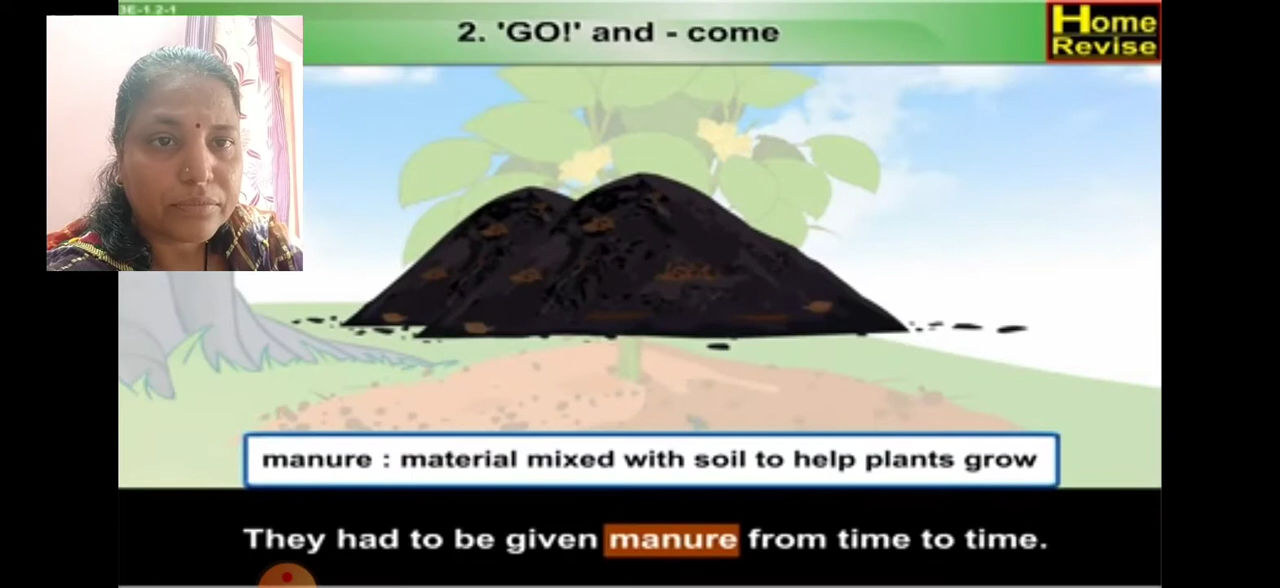 3E-1.2-1
2. 'GO!' and - come
Home
Revise
manure : material mixed with soil to help plants grow
They had to be given manure from time to time.